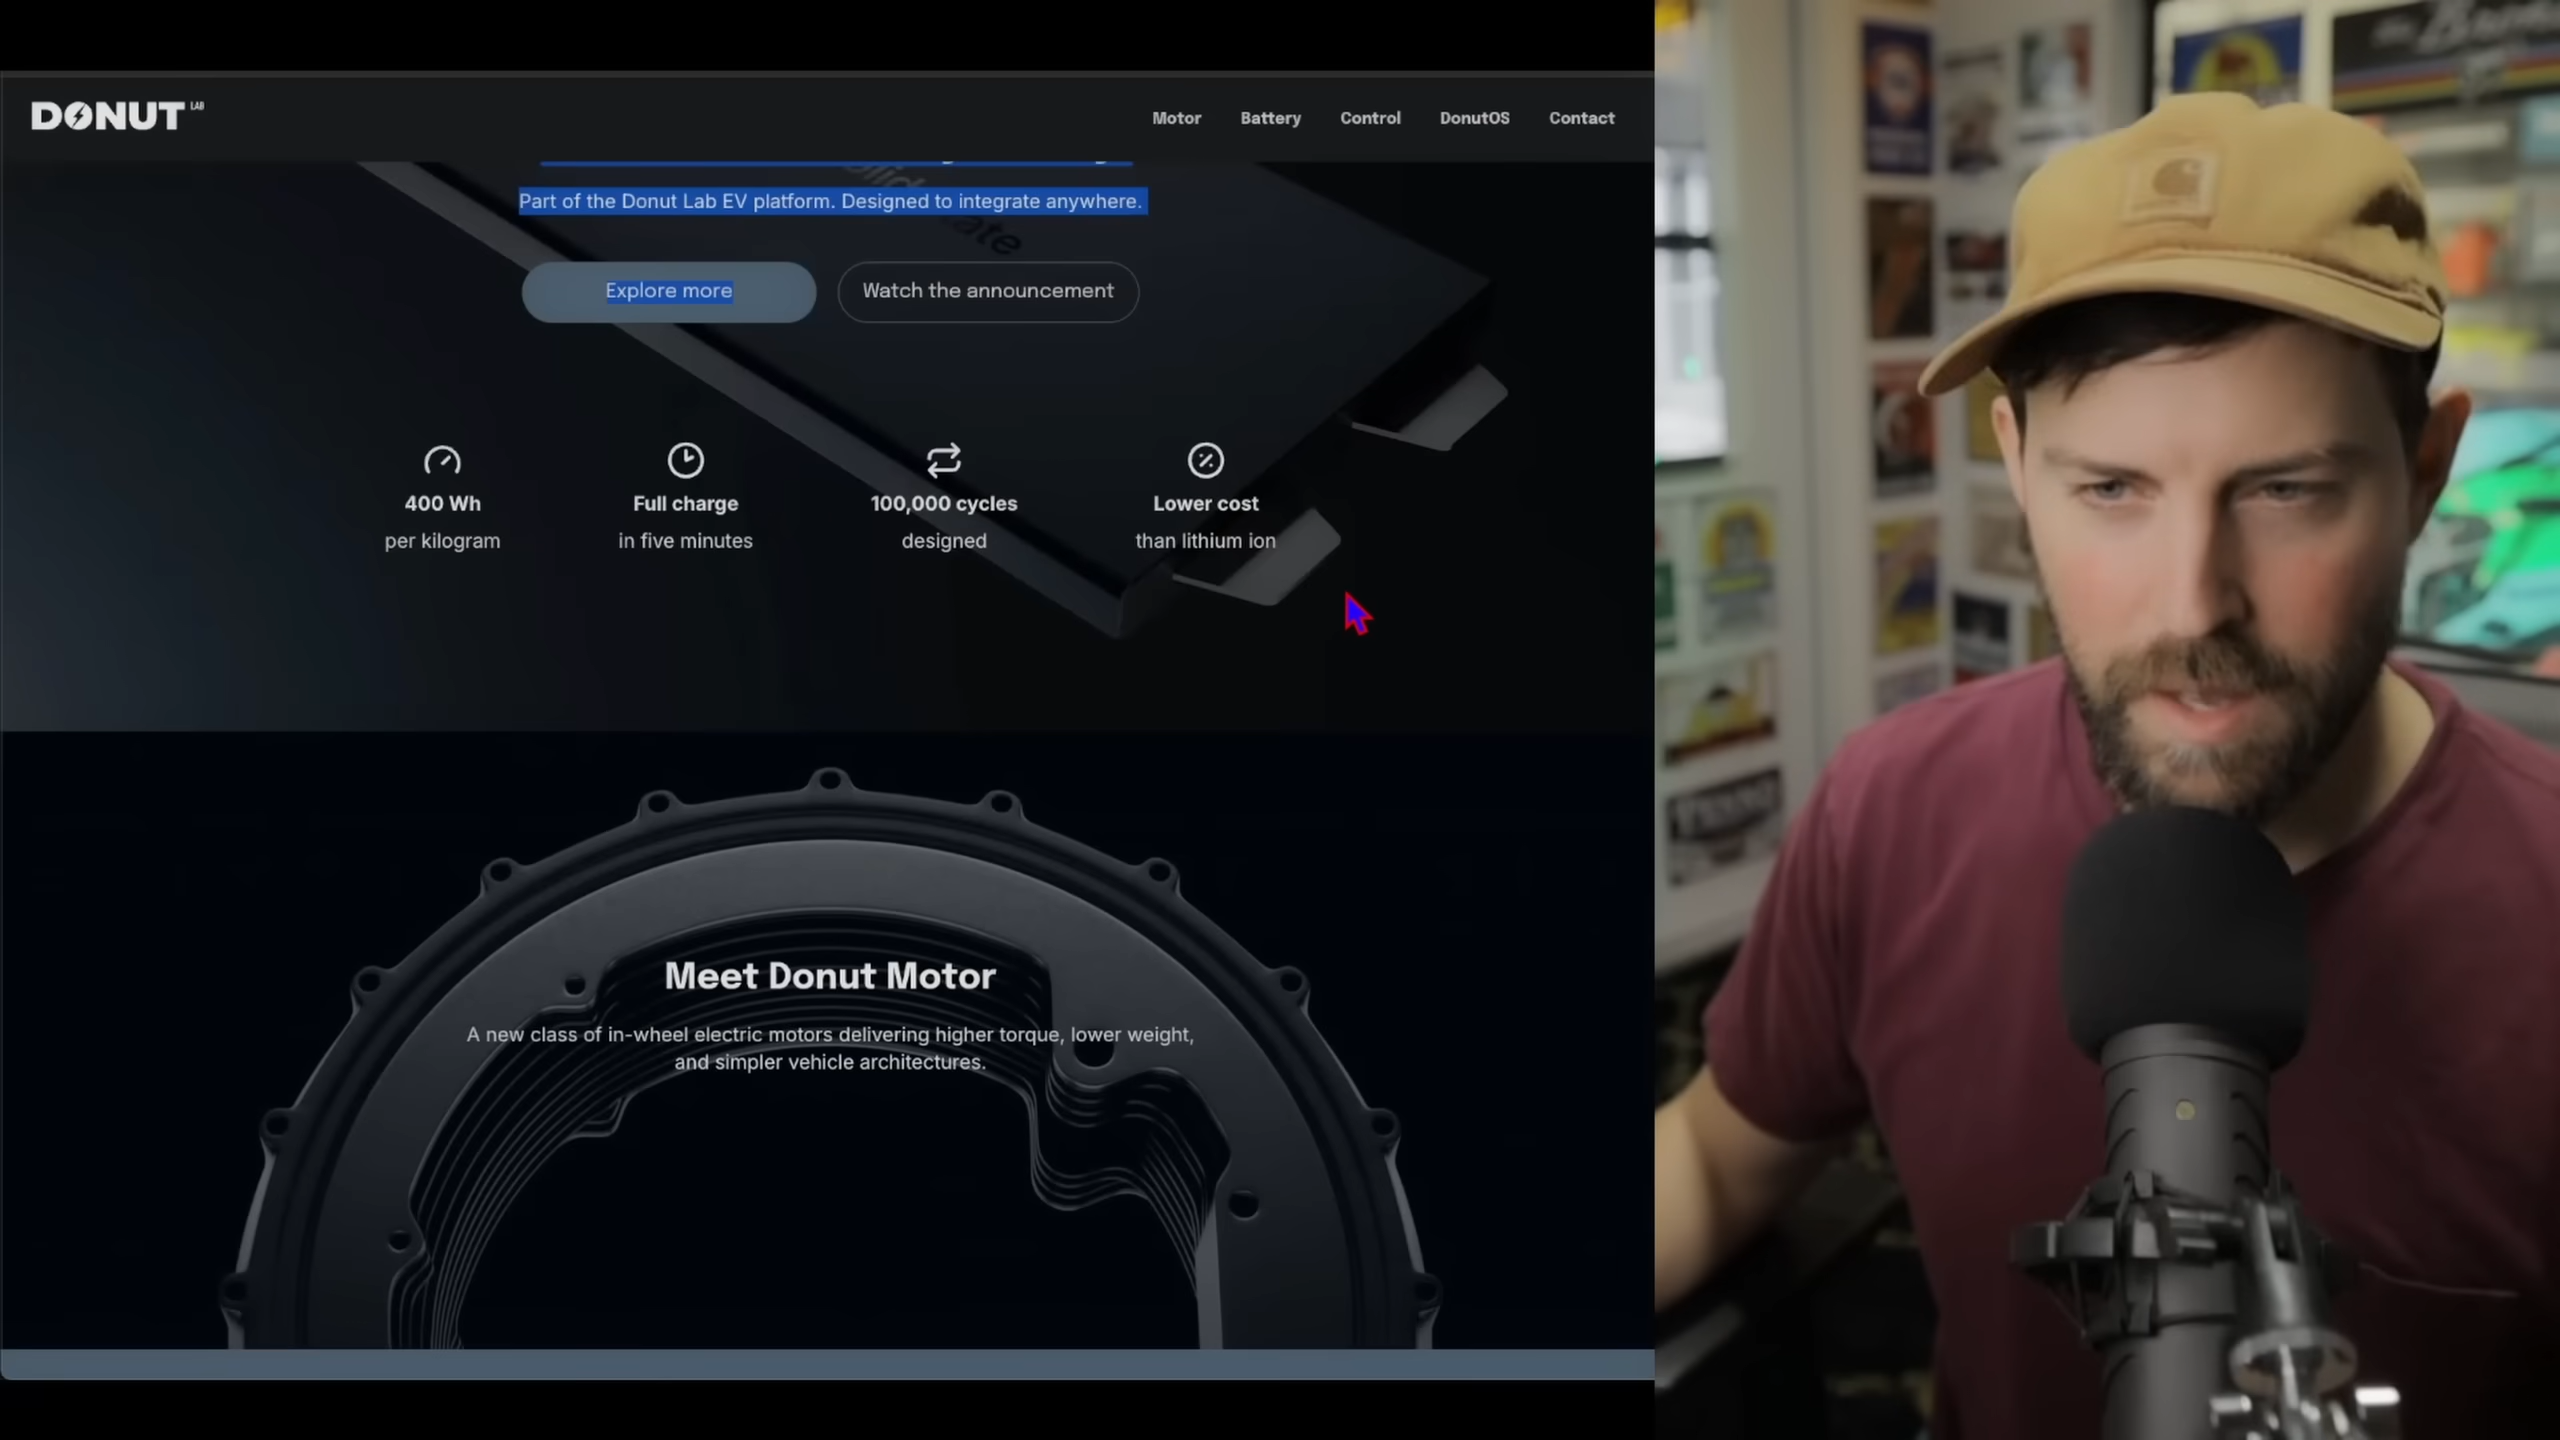 DONUT LAB
Motor Battery Control DonutOS Contact
Part of the Donut Lab EV platform. Designed to integrate anywhere.
Explore more
Watch the announcement
400 Wh
per kilogram
Full charge
in five minutes
100,000 cycles
designed
Lower cost
than lithium ion
Meet Donut Motor
A new class of in-wheel electric motors delivering higher torque, lower weight,
and simpler vehicle architectures.